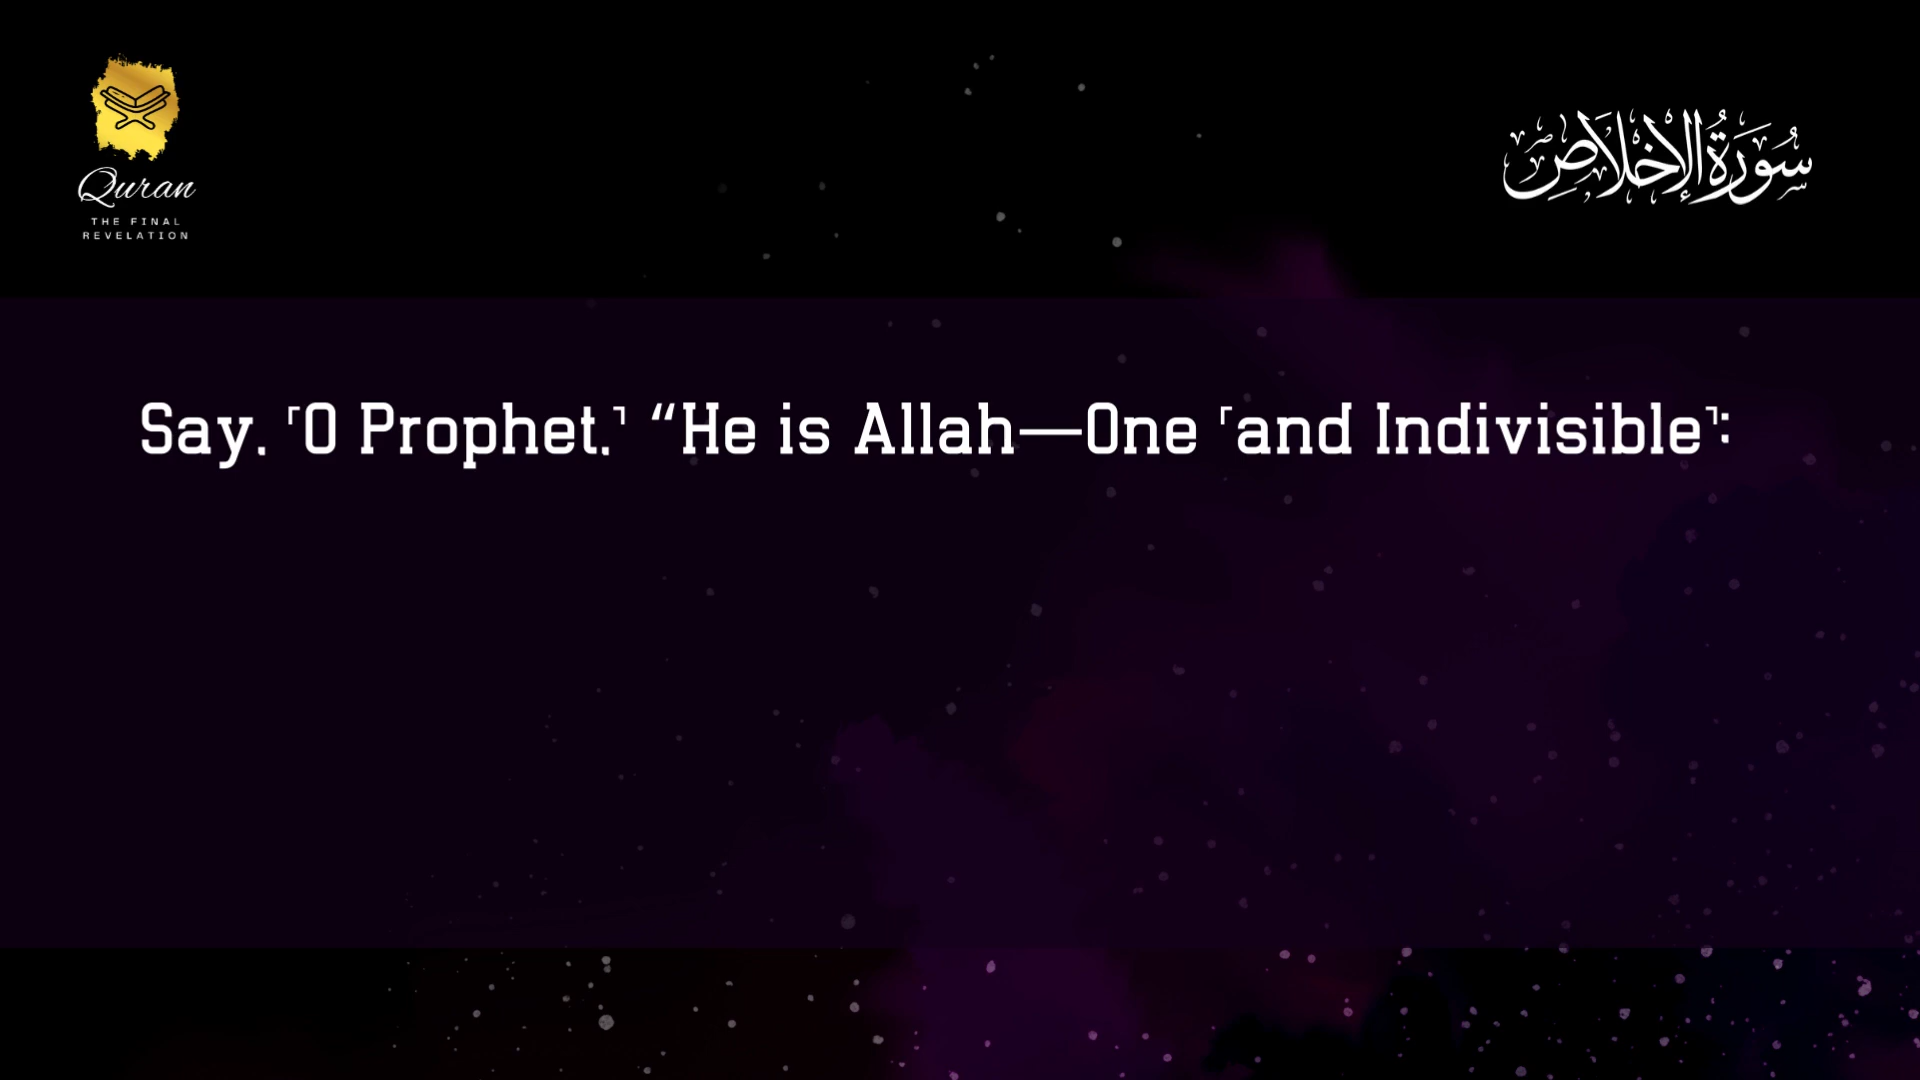 Quran
THE FINAL
REVELATION
سُورَةُ الإِخْلَاصِ
Say, ˹O Prophet,˺ “He is Allah—One ˹and Indivisible˺;